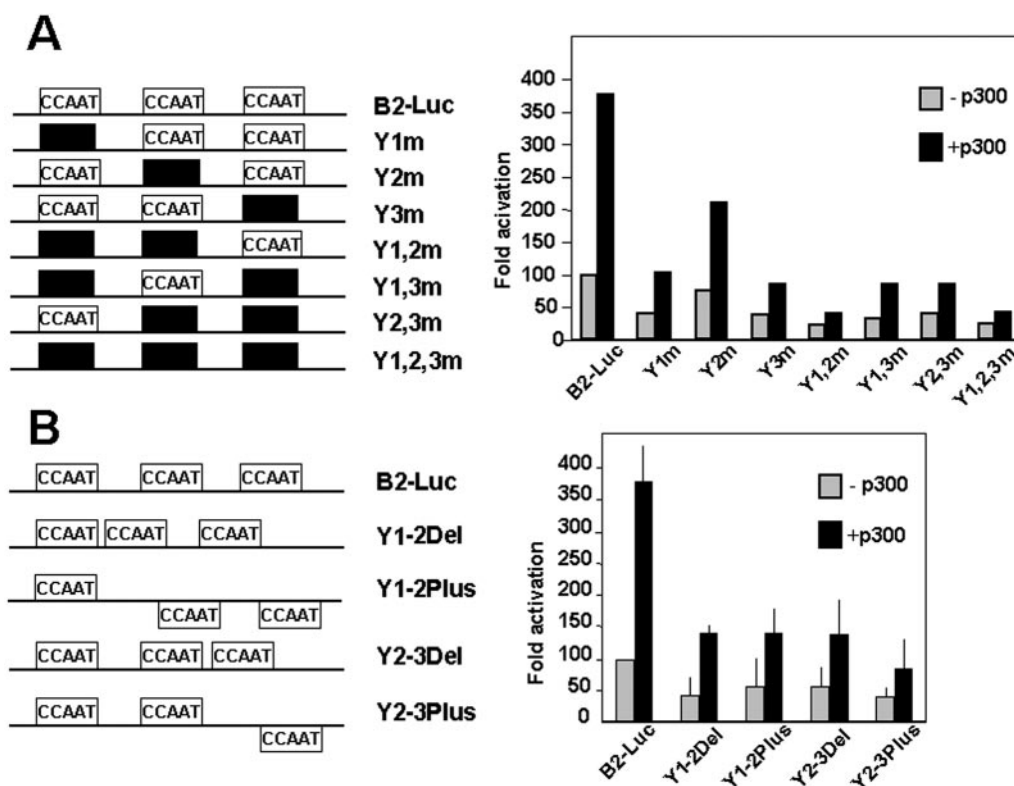 A
CCAAT CCAAT CCAAT B2-Luc
CCAAT CCAAT Y1m
CCAAT CCAAT Y2m
CCAAT CCAAT Y3m
CCAAT Y1,2m
CCAAT Y1,3m
CCAAT Y2,3m
Y1,2,3m
Fold acivation
400
350
300
250
200
150
100
50
0
- p300
+p300
B2-Luc Y1m Y2m Y3m Y1,2m Y1,3m Y2,3m Y1,2,3m
B
CCAAT CCAAT CCAAT B2-Luc
CCAAT CCAAT CCAAT Y1-2Del
CCAAT Y1-2Plus
CCAAT CCAAT
CCAAT CCAAT CCAAT Y2-3Del
CCAAT CCAAT Y2-3Plus
CCAAT
Fold activation
400
350
300
250
200
150
100
50
0
- p300
+p300
B2-Luc Y1-2Del Y1-2Plus Y2-3Del Y2-3Plus